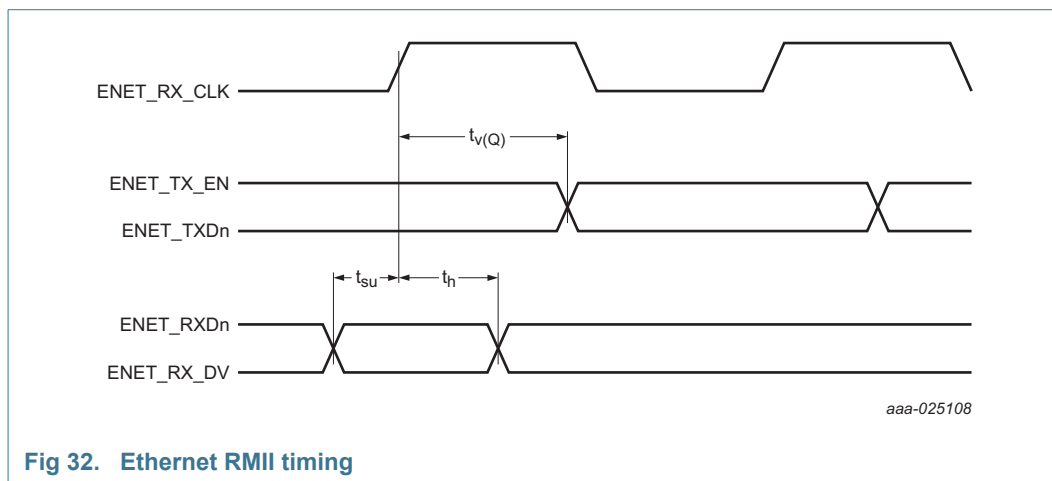 ENET_RX_CLK
tv(Q)
ENET_TX_EN
ENET_TXDn
tsu
th
ENET_RXDn
ENET_RX_DV
aaa-025108
Fig 32. Ethernet RMII timing